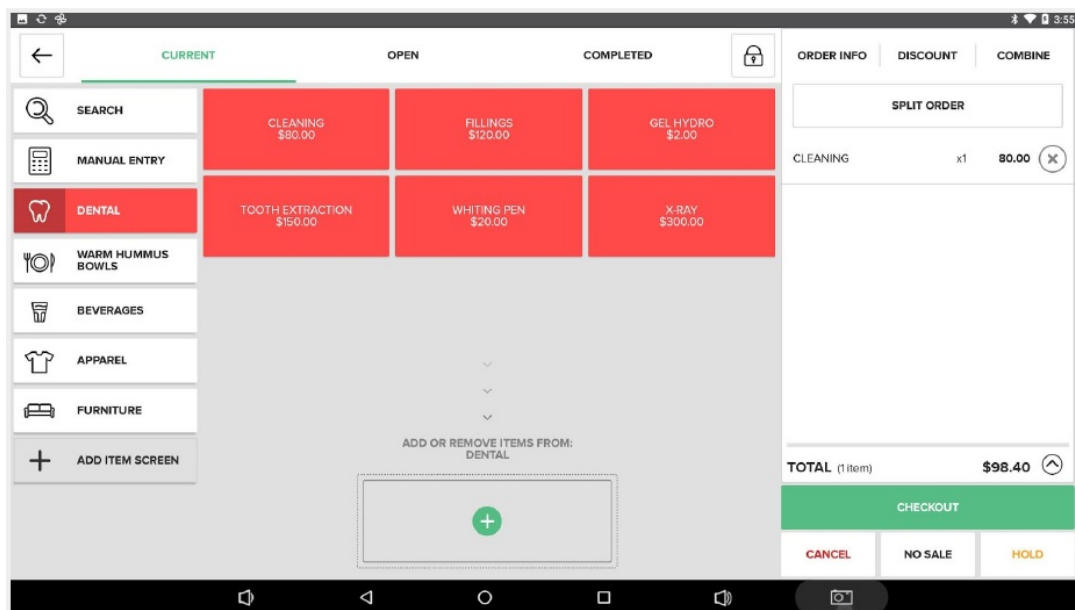 3:55
CURRENT
OPEN
COMPLETED
ORDER INFO
DISCOUNT
COMBINE
SEARCH
MANUAL ENTRY
DENTAL
WARM HUMMUS
BOWLS
BEVERAGES
APPAREL
FURNITURE
ADD ITEM SCREEN
CLEANING
$80.00
FILLINGS
$120.00
GEL HYDRO
$2.00
TOOTH EXTRACTION
$150.00
WHITING PEN
$20.00
X-RAY
$300.00
ADD OR REMOVE ITEMS FROM:
DENTAL
SPLIT ORDER
CLEANING x1 80.00
TOTAL (1 item) $98.40
CHECKOUT
CANCEL
NO SALE
HOLD